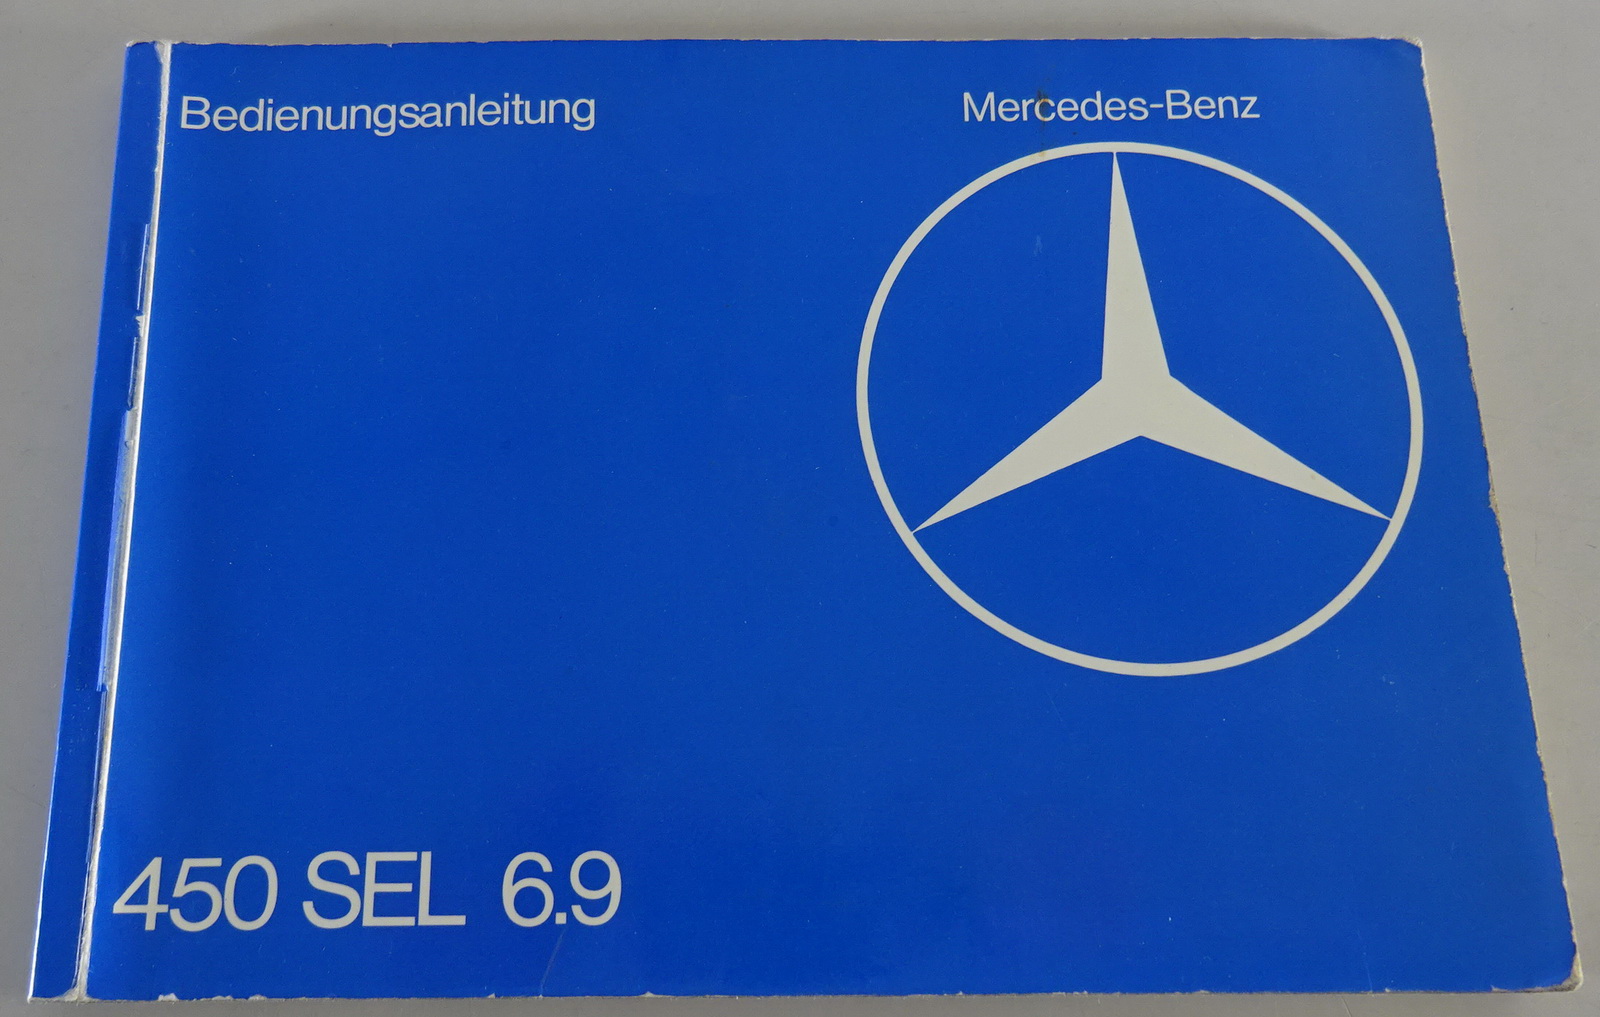 Bedienungsanleitung
Mercedes-Benz
450 SEL 6.9